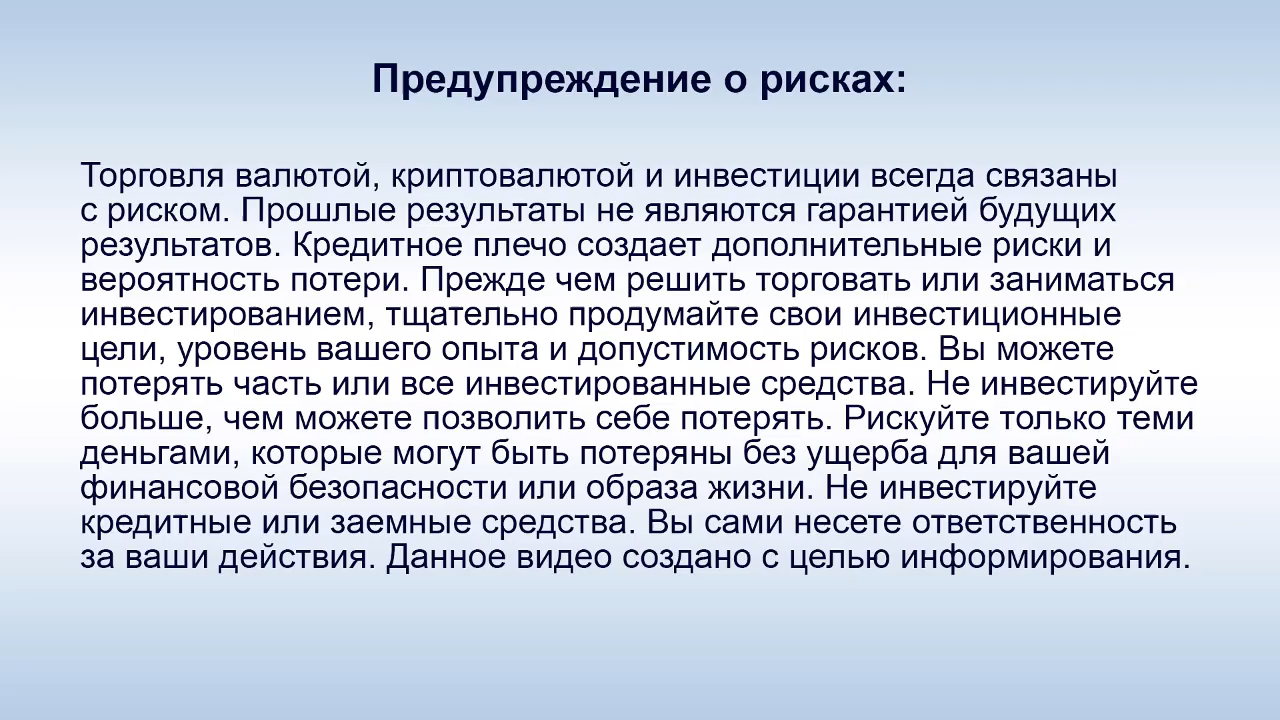 Предупреждение о рисках:
Торговля валютой, криптовалютой и инвестиции всегда связаны
с риском. Прошлые результаты не являются гарантией будущих
результатов. Кредитное плечо создает дополнительные риски и
вероятность потери. Прежде чем решить торговать или заниматься
инвестированием, тщательно продумайте свои инвестиционные
цели, уровень вашего опыта и допустимость рисков. Вы можете
потерять часть или все инвестированные средства. Не инвестируйте
больше, чем можете позволить себе потерять. Рискуйте только теми
деньгами, которые могут быть потеряны без ущерба для вашей
финансовой безопасности или образа жизни. Не инвестируйте
кредитные или заемные средства. Вы сами несете ответственность
за ваши действия. Данное видео создано с целью информирования.